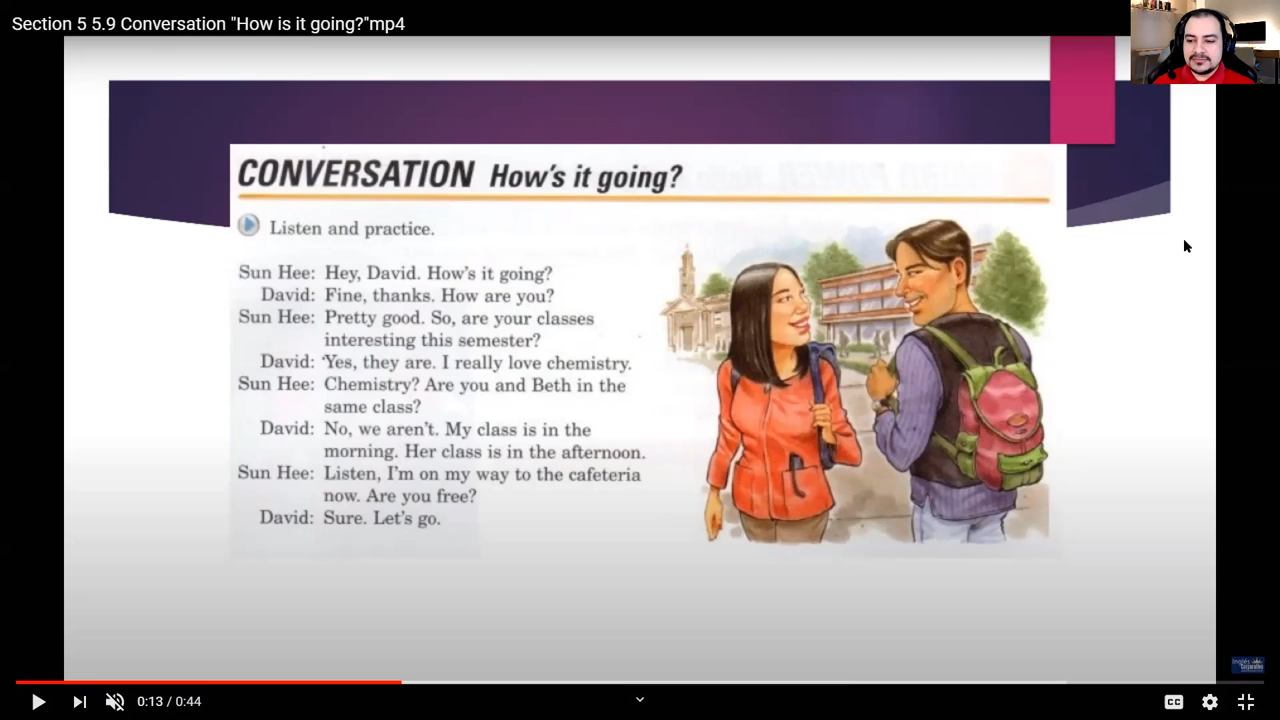 Section 5 5.9 Conversation "How is it going?"mp4
CONVERSATION How's it going?
Listen and practice.
Sun Hee: Hey, David. How's it going?
David: Fine, thanks. How are you?
Sun Hee: Pretty good. So, are your classes
interesting this semester?
David: Yes, they are. I really love chemistry.
Sun Hee: Chemistry? Are you and Beth in the
same class?
David: No, we aren't. My class is in the
morning. Her class is in the afternoon.
Sun Hee: Listen, I'm on my way to the cafeteria
now. Are you free?
David: Sure. Let's go.
Inglés
Corporativo
0:13 / 0:44
CC